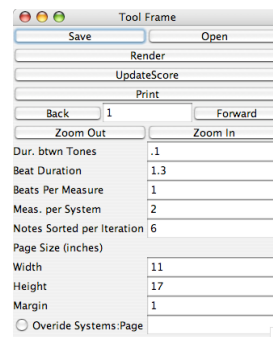 Tool Frame
Save Open
Render
UpdateScore
Print
Back 1 Forward
Zoom Out Zoom In
Dur. btwn Tones .1
Beat Duration 1.3
Beats Per Measure 1
Meas. per System 2
Notes Sorted per Iteration 6
Page Size (inches)
Width 11
Height 17
Margin 1
Overide Systems:Page